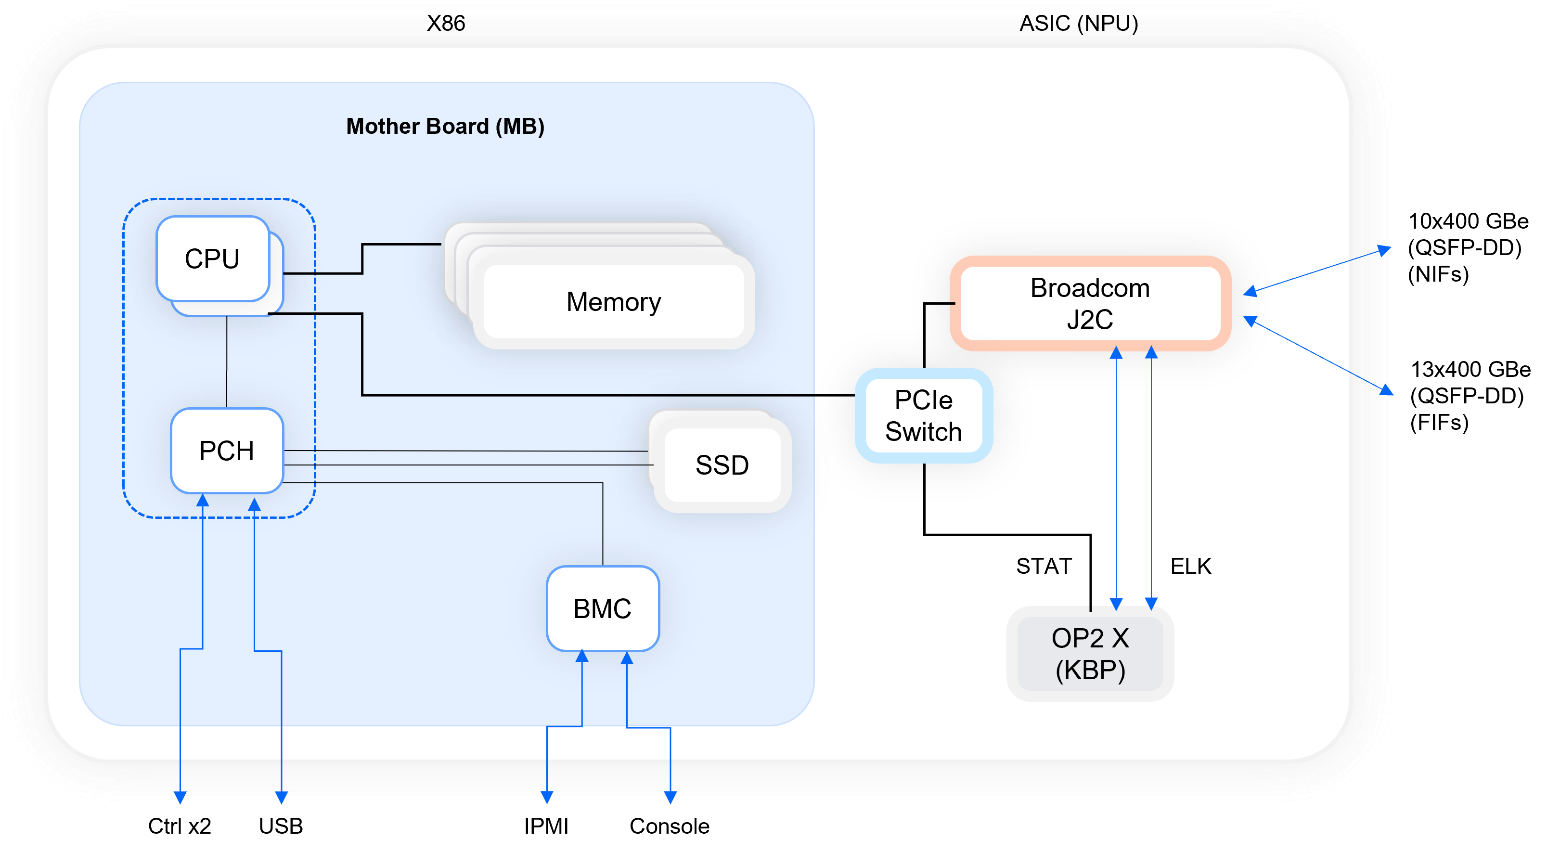 X86
ASIC (NPU)
Mother Board (MB)
CPU
Memory
Broadcom
J2C
10x400 GBe
(QSFP-DD)
(NIFs)
13x400 GBe
(QSFP-DD)
(FIFs)
PCIe
Switch
PCH
SSD
STAT
ELK
BMC
OP2 X
(KBP)
Ctrl x2
USB
IPMI
Console